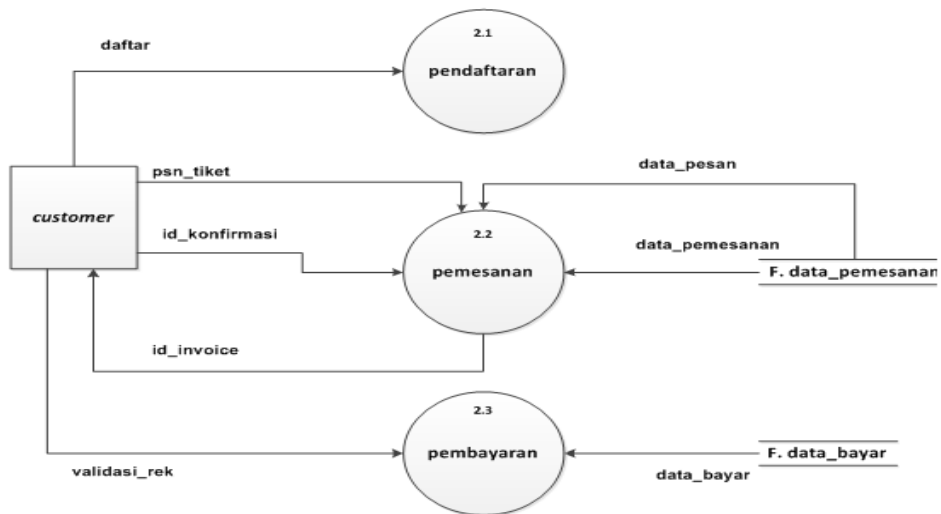 2.1
daftar
pendaftaran
data_pesan
psn_tiket
customer
2.2
id_konfirmasi
data_pemesanan
pemesanan
F. data_pemesanan
id_invoice
2.3
pembayaran
F. data_bayar
validasi_rek
data_bayar